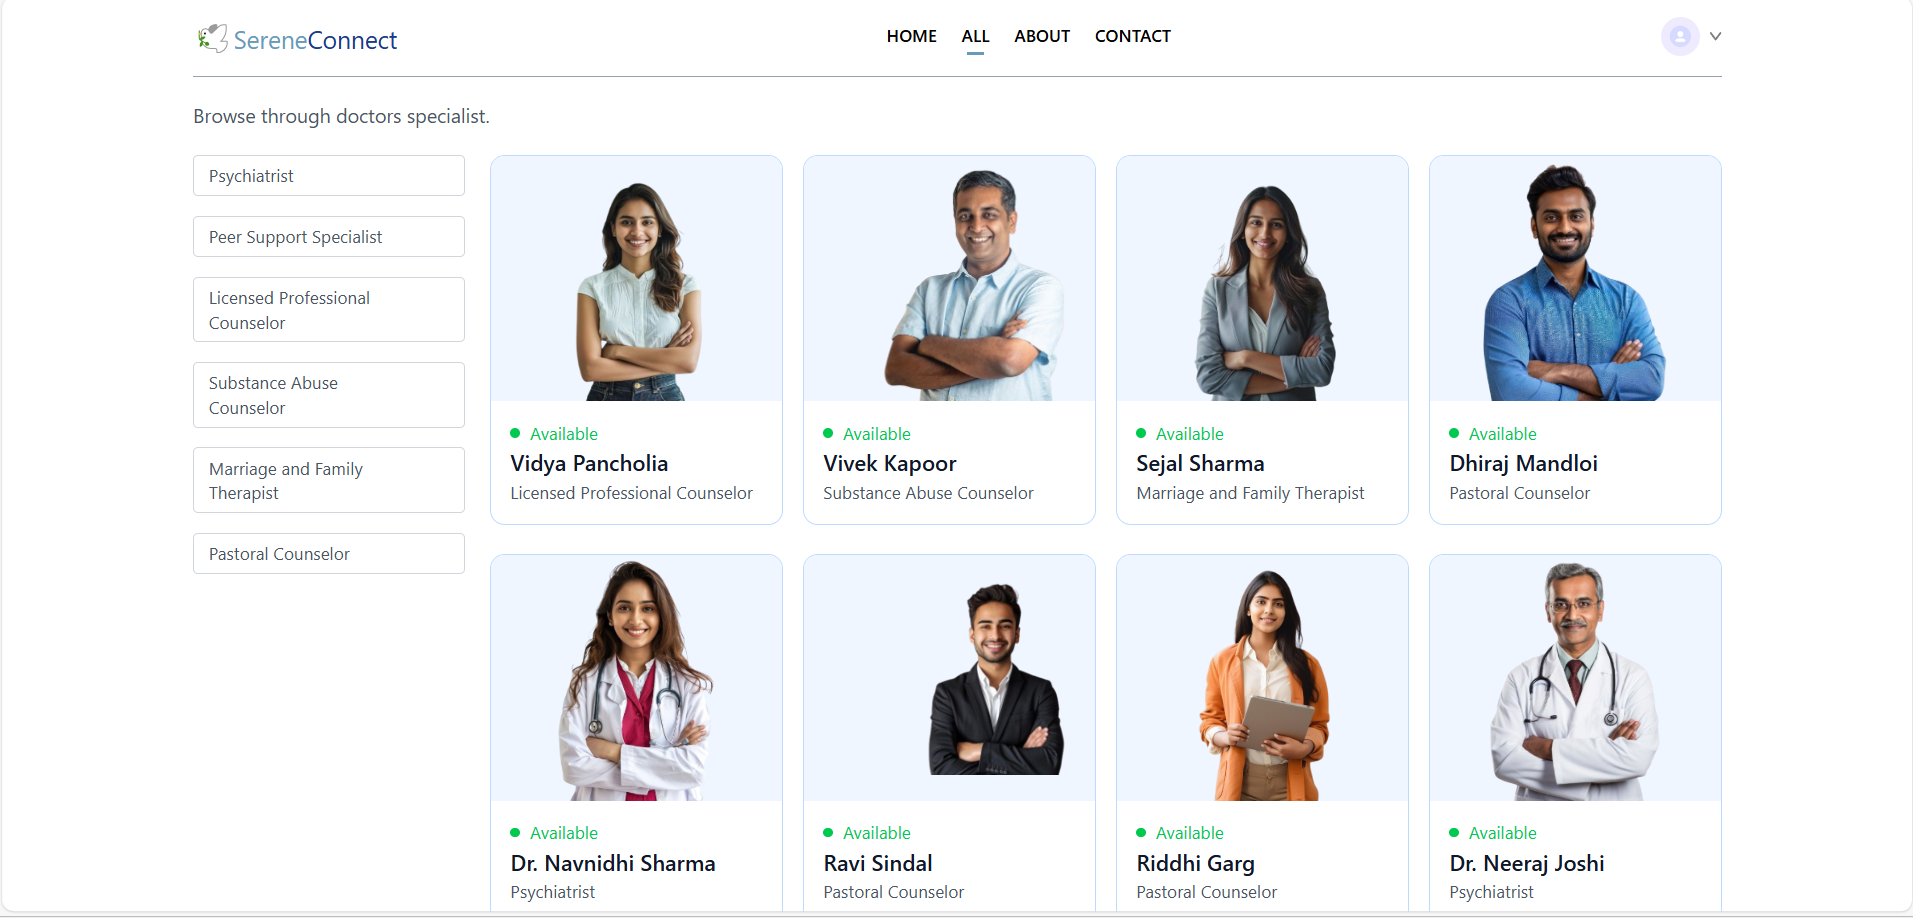 SereneConnect
HOME ALL ABOUT CONTACT
Browse through doctors specialist.
Psychiatrist
Peer Support Specialist
Licensed Professional
Counselor
Substance Abuse
Counselor
Marriage and Family
Therapist
Pastoral Counselor
Available
Vidya Pancholia
Licensed Professional Counselor
Available
Vivek Kapoor
Substance Abuse Counselor
Available
Sejal Sharma
Marriage and Family Therapist
Available
Dhiraj Mandloi
Pastoral Counselor
Available
Dr. Navnidhi Sharma
Psychiatrist
Available
Ravi Sindal
Pastoral Counselor
Available
Riddhi Garg
Pastoral Counselor
Available
Dr. Neeraj Joshi
Psychiatrist